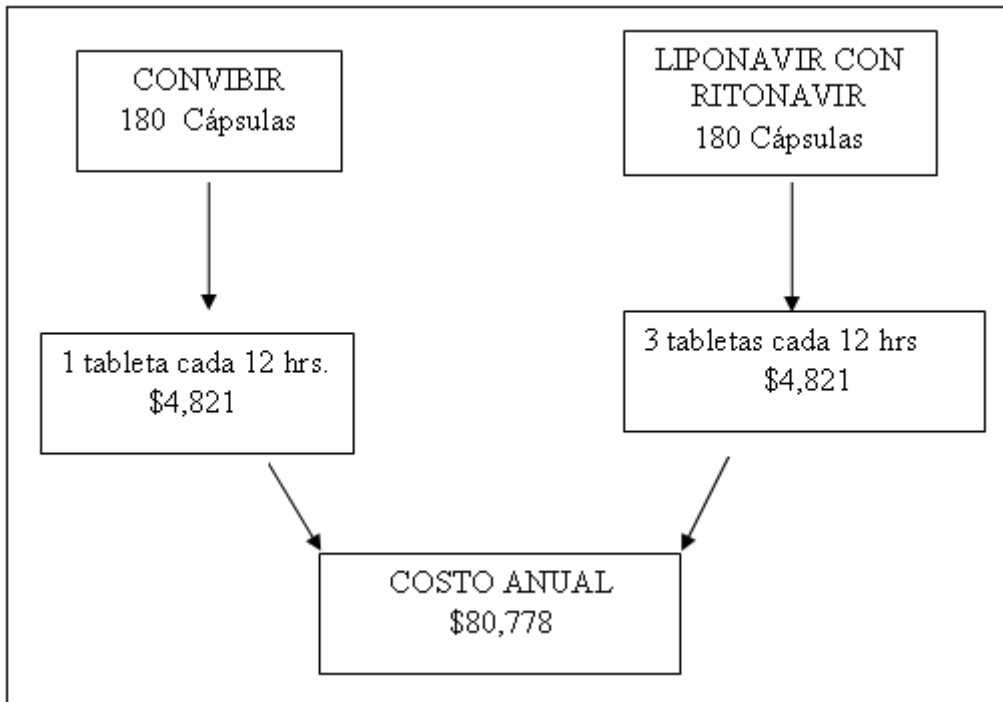 CONVIBIR
180 Cápsulas
LIPONAVIR CON
RITONAVIR
180 Cápsulas
1 tableta cada 12 hrs.
$4,821
3 tabletas cada 12 hrs
$4,821
COSTO ANUAL
$80,778